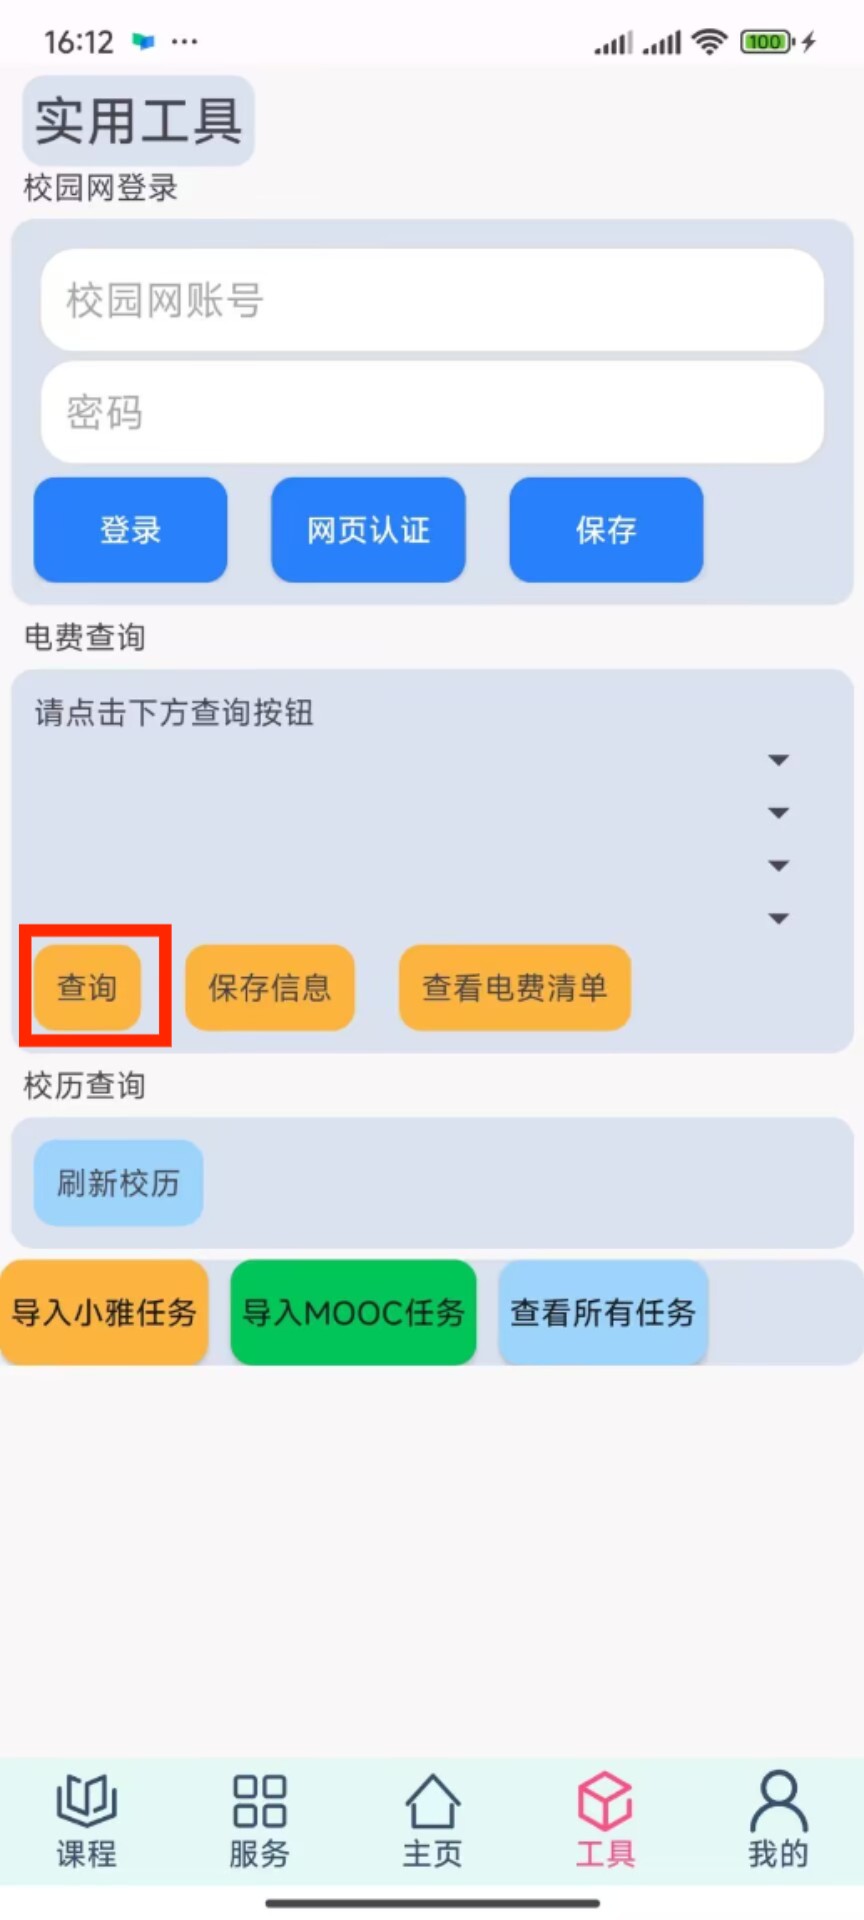 16:12 ...
100
实用工具
校园网登录
校园网账号
密码
登录 网页认证 保存
电费查询
请点击下方查询按钮
查询 保存信息 查看电费清单
校历查询
刷新校历
导入小雅任务 导入MOOC任务 查看所有任务
课程 服务 主页 工具 我的